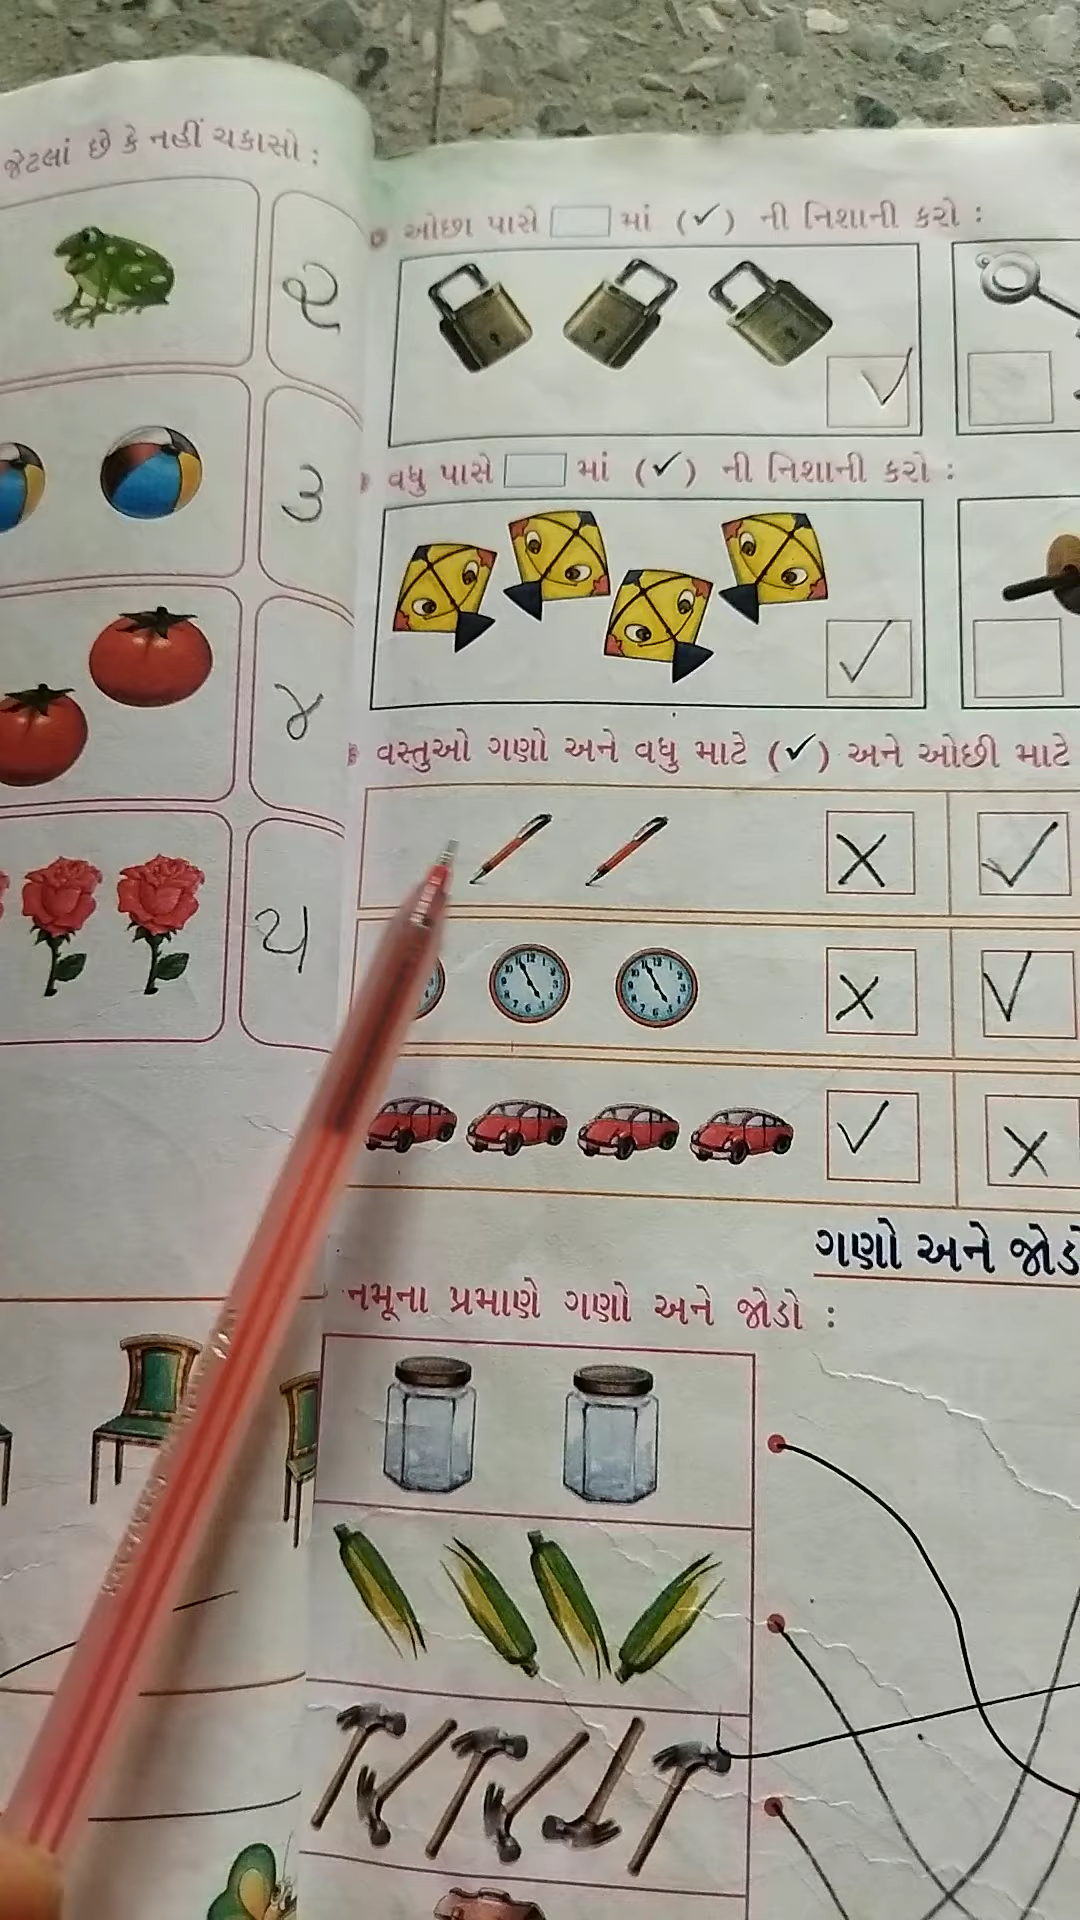 જેટલાં છે કે નહીં ચકાસો :
૨
૩
૪
૫
ઓછા પાસે માં (✓) ની નિશાની કરો :
✓
વધુ પાસે માં (✓) ની નિશાની કરો :
✓
વસ્તુઓ ગણો અને વધુ માટે (✓) અને ઓછી માટે
× ✓
× ✓
✓ ×
ગણો અને જોડો
નમૂના પ્રમાણે ગણો અને જોડો :